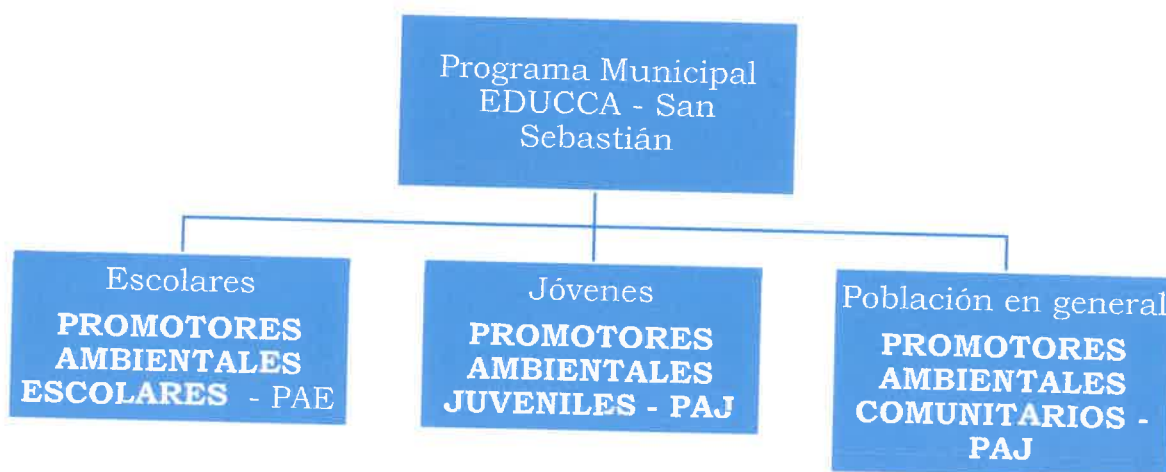 Programa Municipal
EDUCCA - San
Sebastián
Escolares
PROMOTORES
AMBIENTALES
ESCOLARES - PAE
Jóvenes
PROMOTORES
AMBIENTALES
JUVENILES - PAJ
Población en general
PROMOTORES
AMBIENTALES
COMUNITARIOS -
PAJ